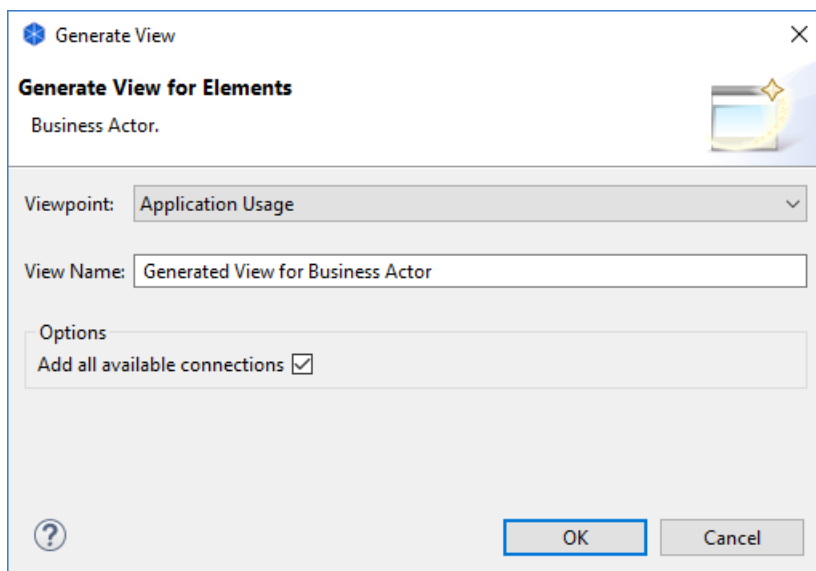 Generate View
Generate View for Elements
Business Actor.
Viewpoint: Application Usage
View Name: Generated View for Business Actor
Options
Add all available connections
?
OK Cancel